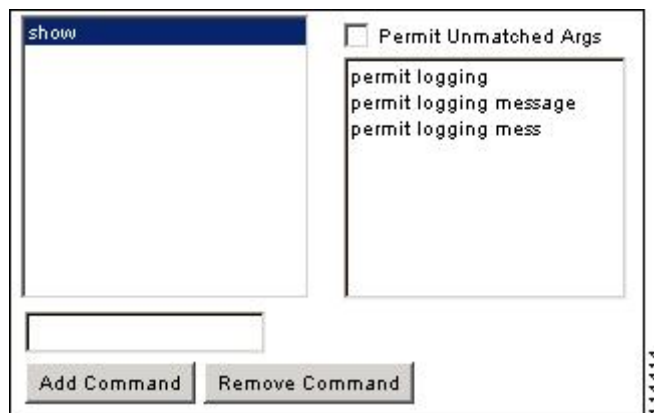 show
Permit Unmatched Args
permit logging
permit logging message
permit logging mess
Add Command
Remove Command